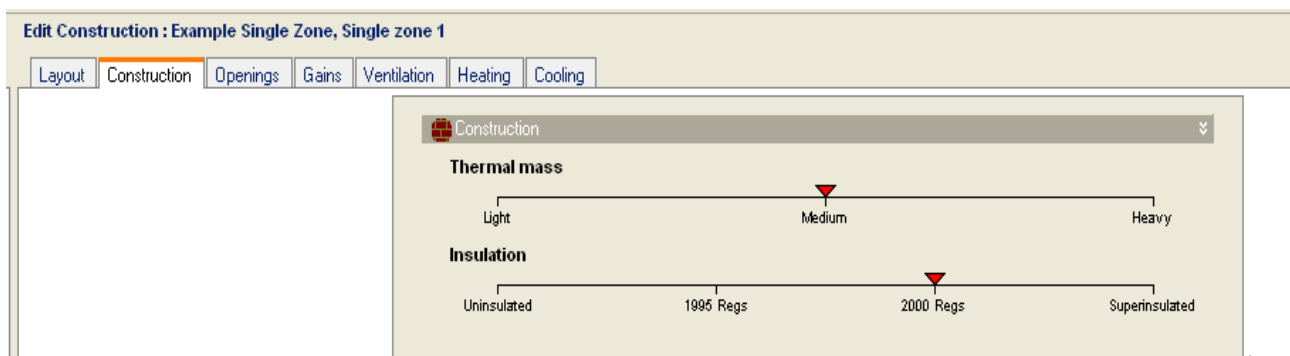 Edit Construction : Example Single Zone, Single zone 1
Layout Construction Openings Gains Ventilation Heating Cooling
Construction
Thermal mass
Light Medium Heavy
Insulation
Uninsulated 1995 Regs 2000 Regs Superinsulated